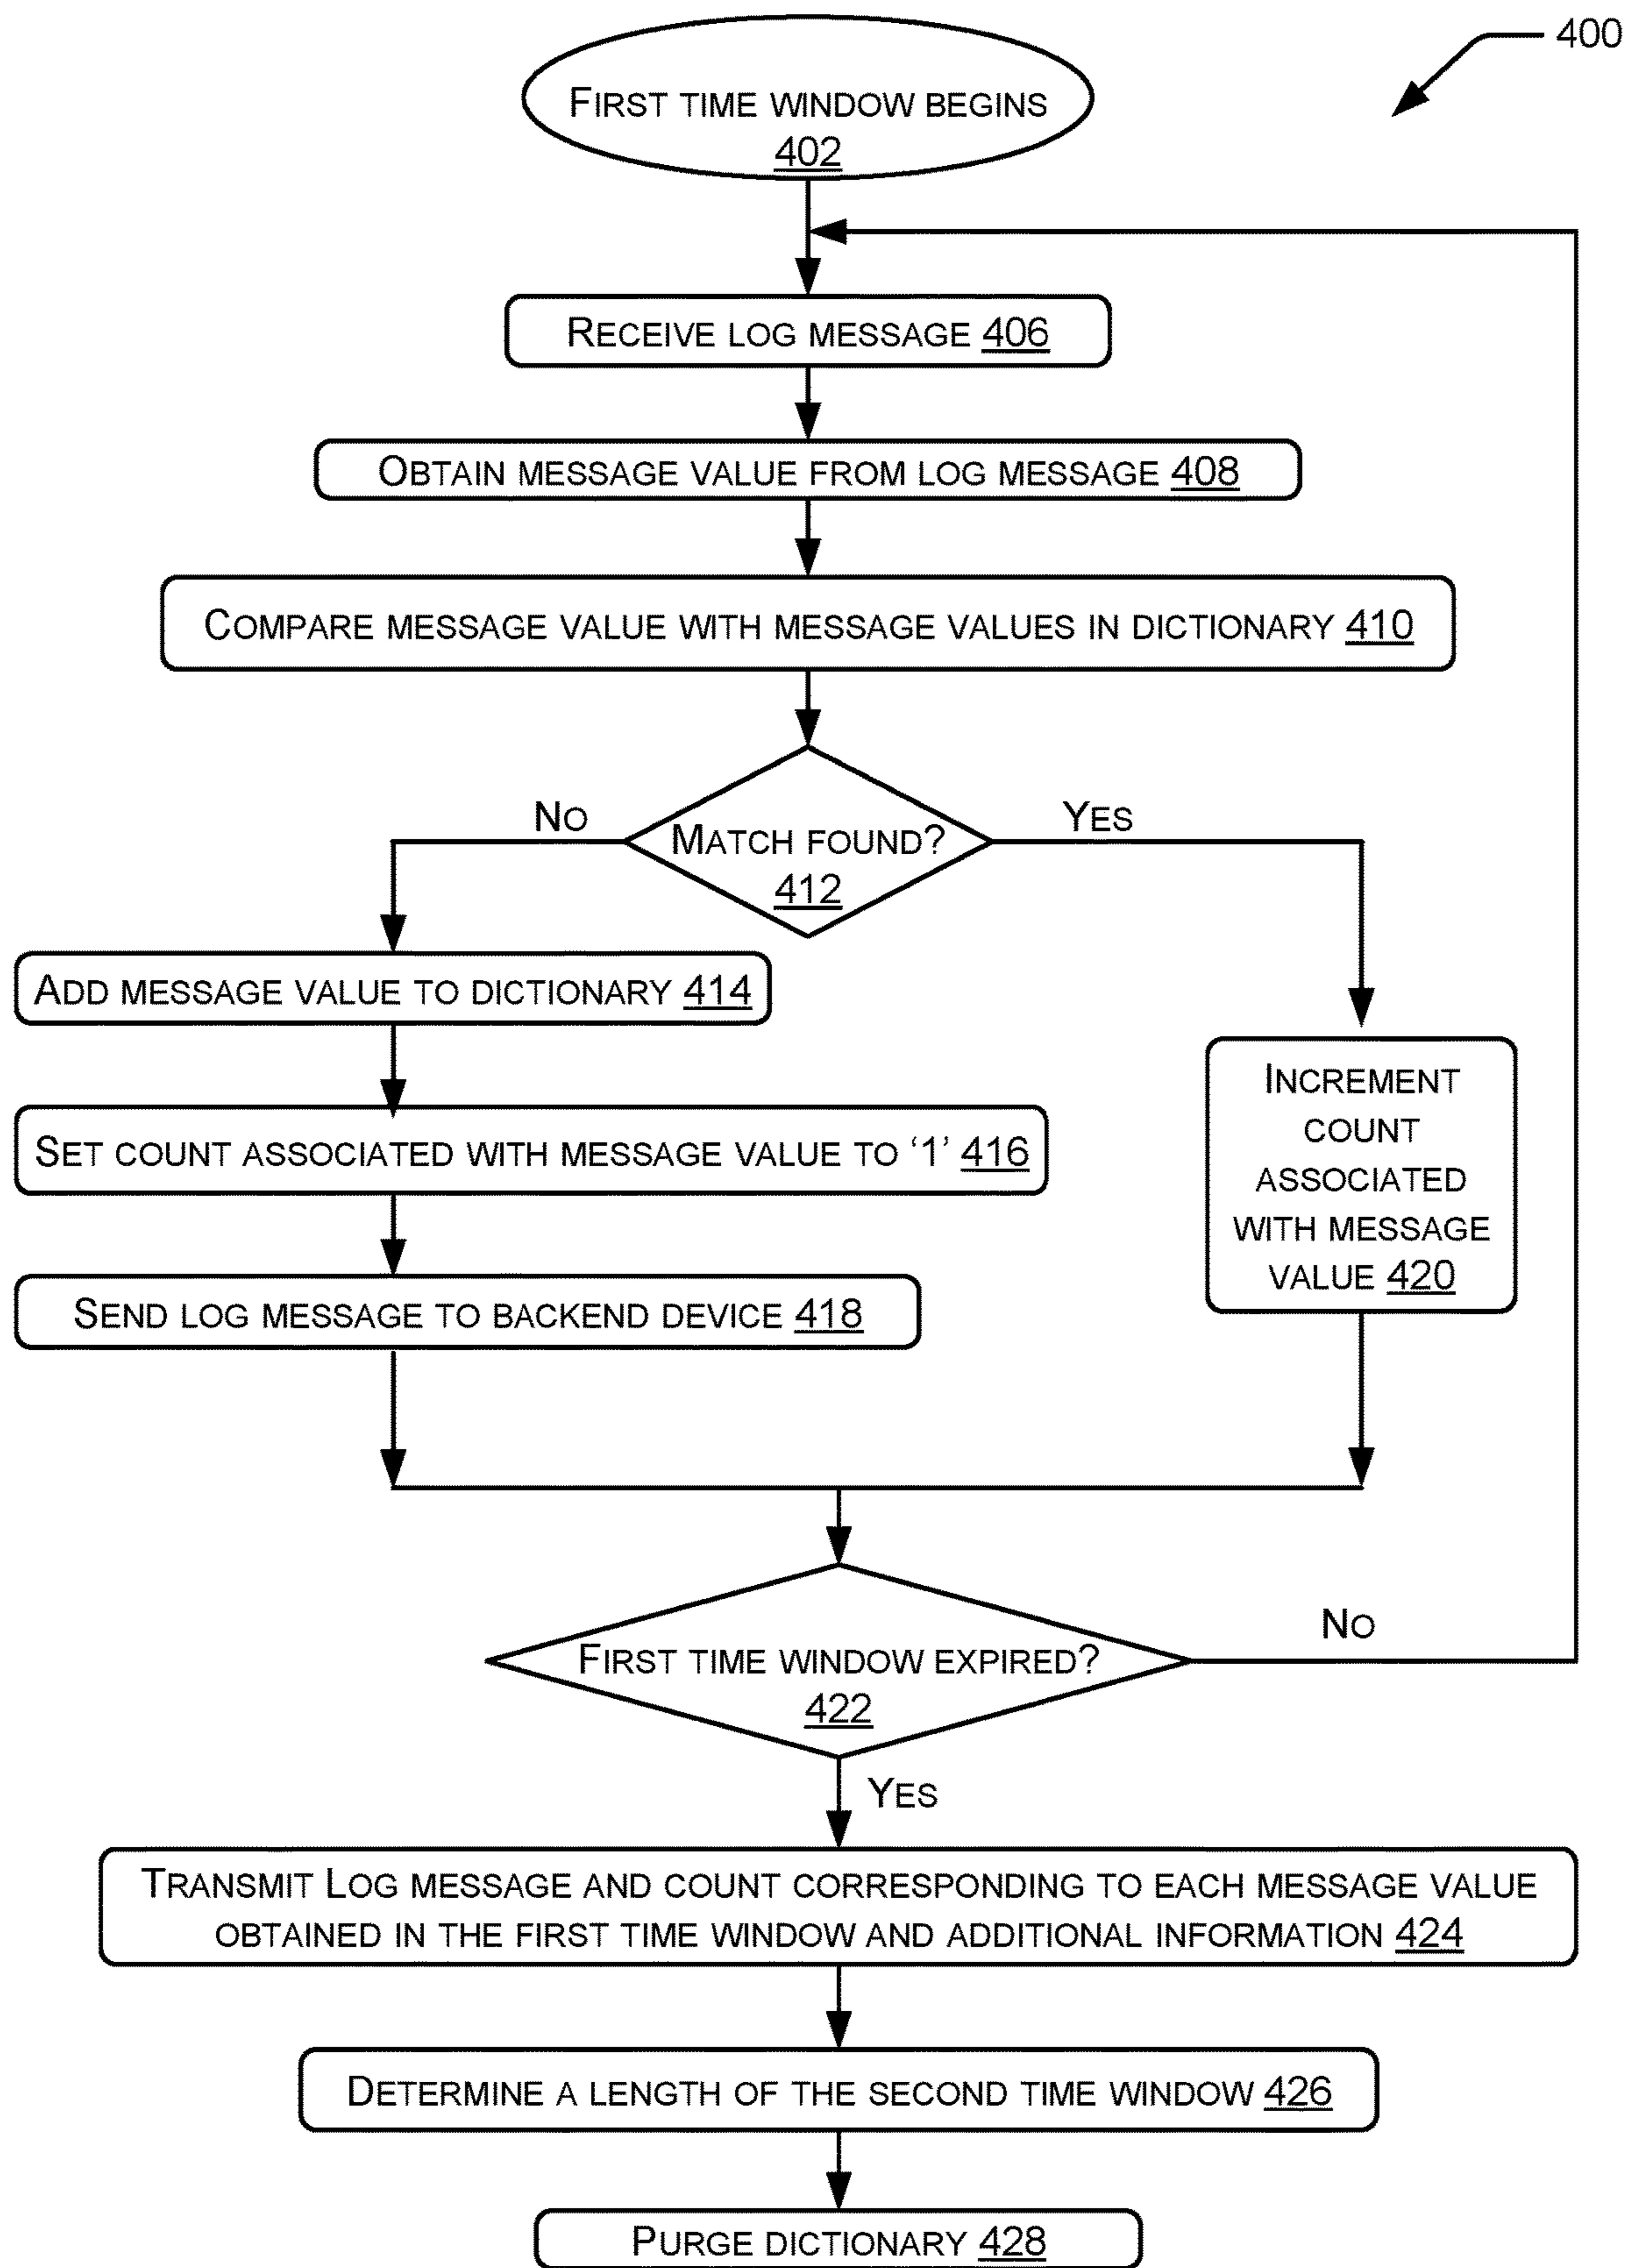 400
FIRST TIME WINDOW BEGINS
402
RECEIVE LOG MESSAGE 406
OBTAIN MESSAGE VALUE FROM LOG MESSAGE 408
COMPARE MESSAGE VALUE WITH MESSAGE VALUES IN DICTIONARY 410
NO
YES
MATCH FOUND?
412
ADD MESSAGE VALUE TO DICTIONARY 414
SET COUNT ASSOCIATED WITH MESSAGE VALUE TO ‘1’ 416
SEND LOG MESSAGE TO BACKEND DEVICE 418
INCREMENT
COUNT
ASSOCIATED
WITH MESSAGE
VALUE 420
FIRST TIME WINDOW EXPIRED?
422
NO
YES
TRANSMIT LOG MESSAGE AND COUNT CORRESPONDING TO EACH MESSAGE VALUE
OBTAINED IN THE FIRST TIME WINDOW AND ADDITIONAL INFORMATION 424
DETERMINE A LENGTH OF THE SECOND TIME WINDOW 426
PURGE DICTIONARY 428